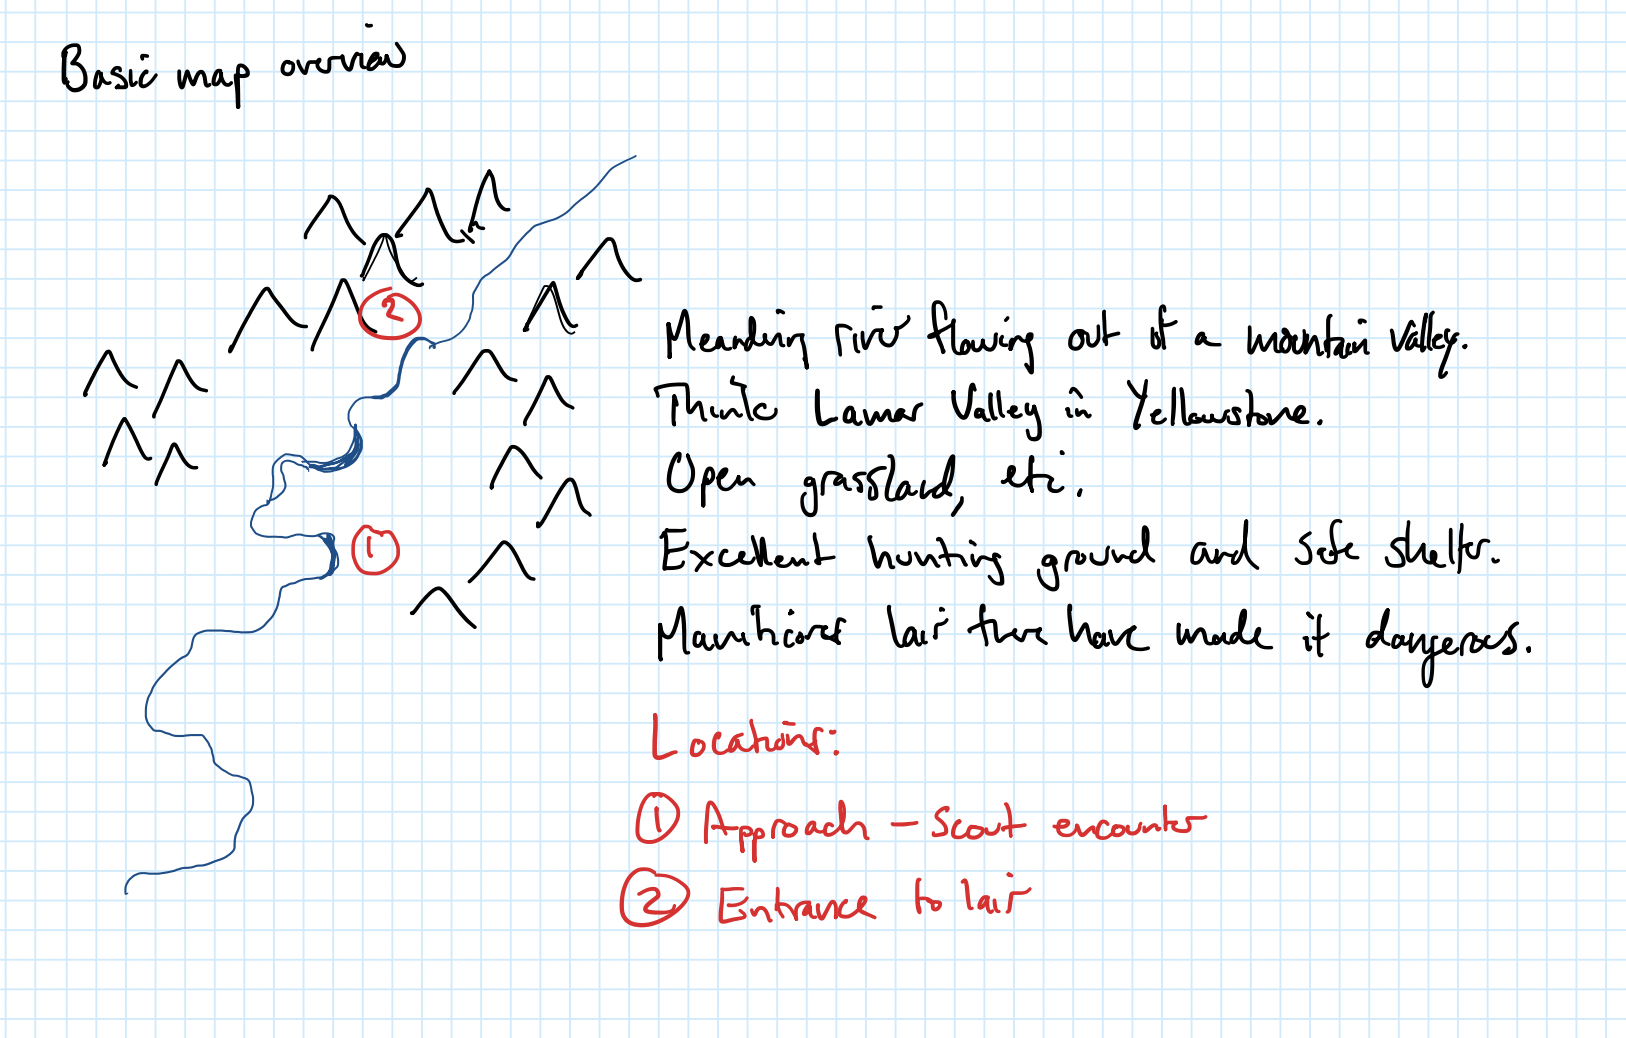 Basic map overview
2
Meandering river flowing out of a mountain valley.
Think Lamar Valley in Yellowstone.
Open grassland, etc.
Excellent hunting ground and safe shelter.
1
Manticores lair there have made it dangerous.
Locations:
1 Approach - Scout encounter
2 Entrance to lair